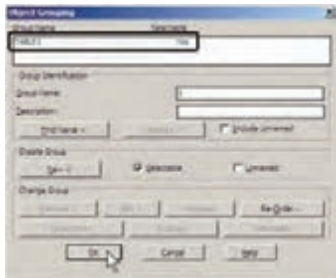 Object Grouping
Group Name Selectable
TABLE1 Yes
Group Identification
Group Name:
Description:
Find Name < Include Unnamed
Create Group
New < Selectable Unnamed
Change Group
Re-Order...
OK Cancel Help